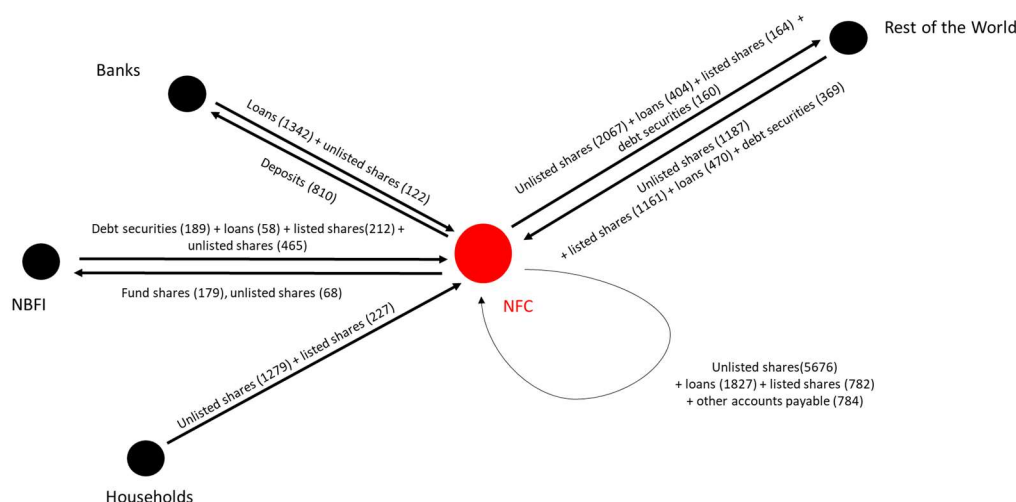 Rest of the World
Banks
Unlisted shares (2067) + loans (404) + listed shares (164) +
debt securities (160)
Unlisted shares (1187)
+ listed shares (1161) + loans (470) + debt securities (369)
Loans (1342) + unlisted shares (122)
Deposits (810)
Debt securities (189) + loans (58) + listed shares(212) +
unlisted shares (465)
NBFI
Fund shares (179), unlisted shares (68)
NFC
Unlisted shares (1279) + listed shares (227)
Unlisted shares(5676)
+ loans (1827) + listed shares (782)
+ other accounts payable (784)
Households